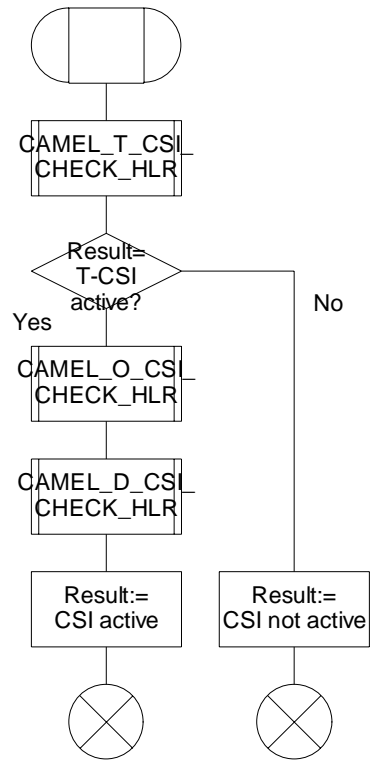 CAMEL_T_CSI_
CHECK_HLR
Result=
T-CSI
active?
No
Yes
CAMEL_O_CSI_
CHECK_HLR
CAMEL_D_CSI_
CHECK_HLR
Result:=
CSI active
Result:=
CSI not active